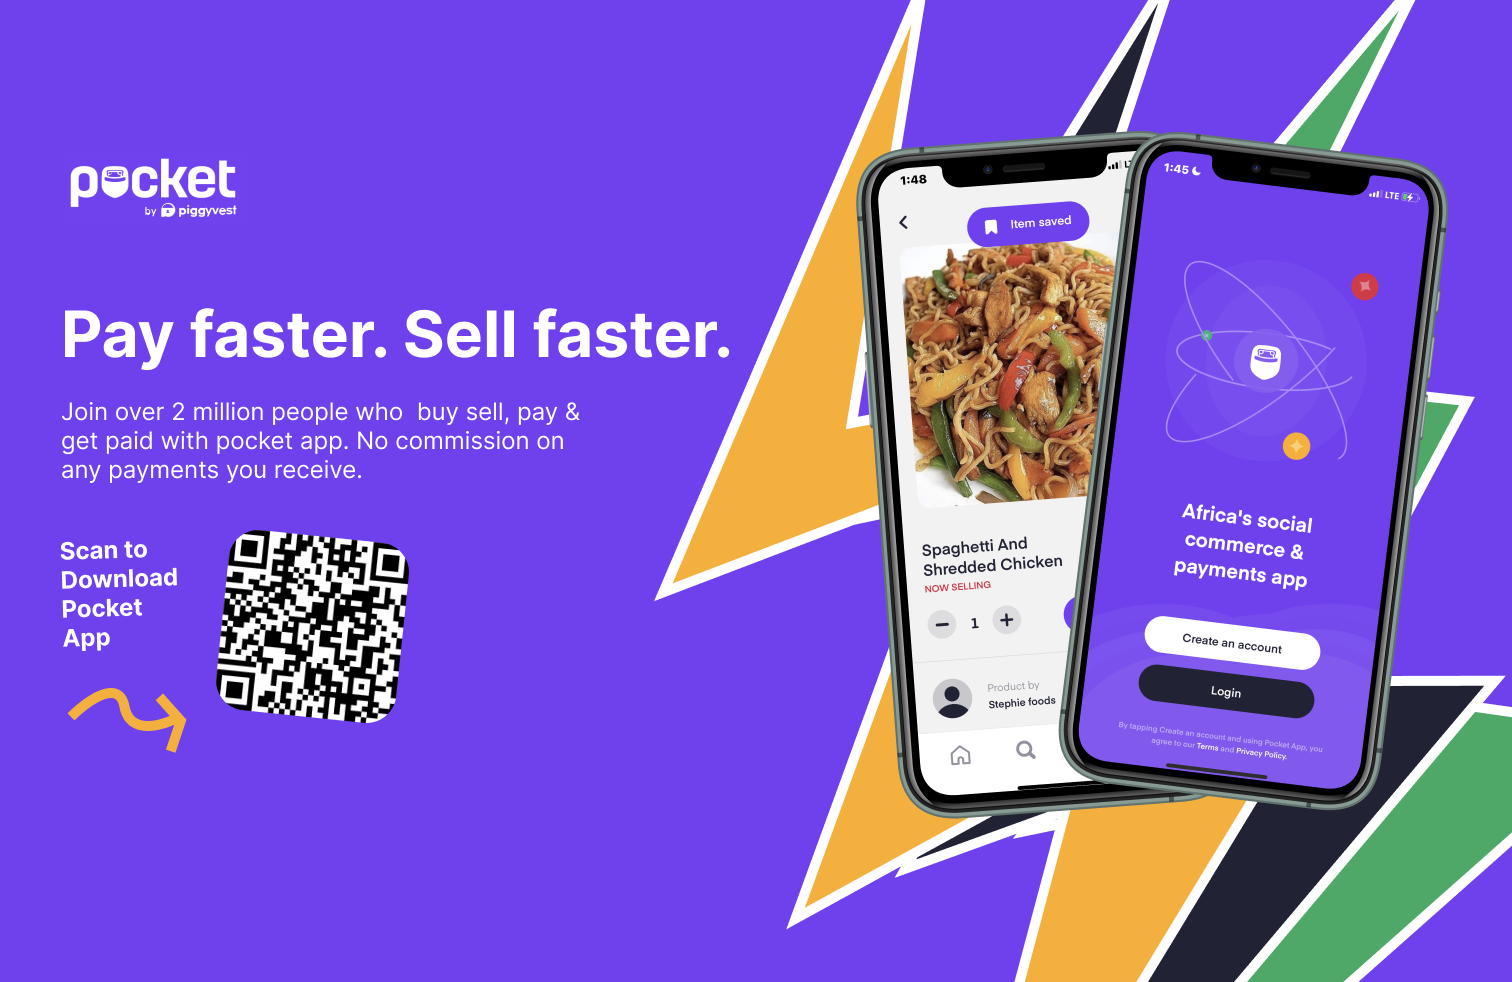 pocket
by piggyvest
Pay faster. Sell faster.
Join over 2 million people who  buy sell, pay &
get paid with pocket app. No commission on
any payments you receive.
Scan to
Download
Pocket
App
1:48
Item saved
Spaghetti And
Shredded Chicken
NOW SELLING
1
Product by
Stephie foods
1:45
LTE
Africa's social
commerce &
payments app
Create an account
Login
By tapping Create an account and using Pocket App, you
agree to our Terms and Privacy Policy.